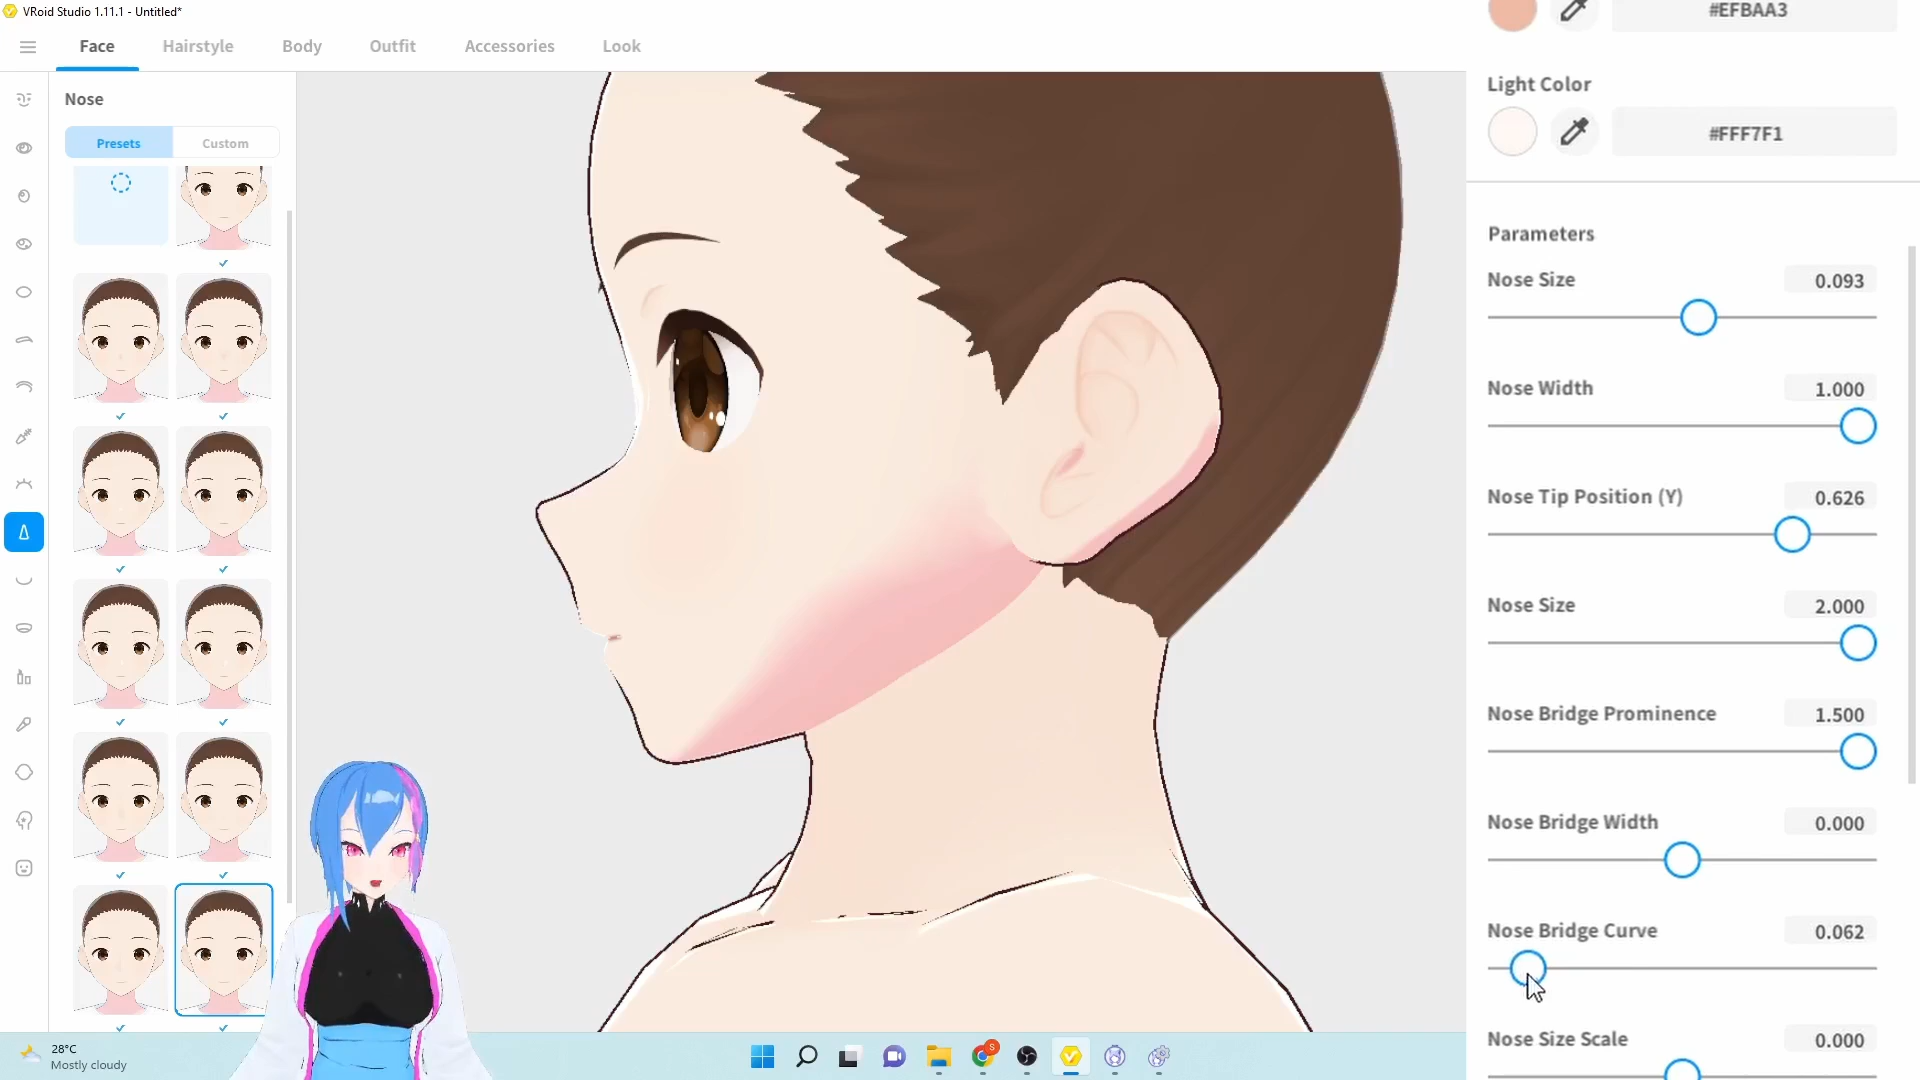 VRoid Studio 1.11.1 - Untitled*
Face
Hairstyle
Body
Outfit
Accessories
Look
Nose
Presets
Custom
#EFBAA3
Light Color
#FFF7F1
Parameters
Nose Size
0.093
Nose Width
1.000
Nose Tip Position (Y)
0.626
Nose Size
2.000
Nose Bridge Prominence
1.500
Nose Bridge Width
0.000
Nose Bridge Curve
0.062
Nose Size Scale
0.000
28°C
Mostly cloudy
S